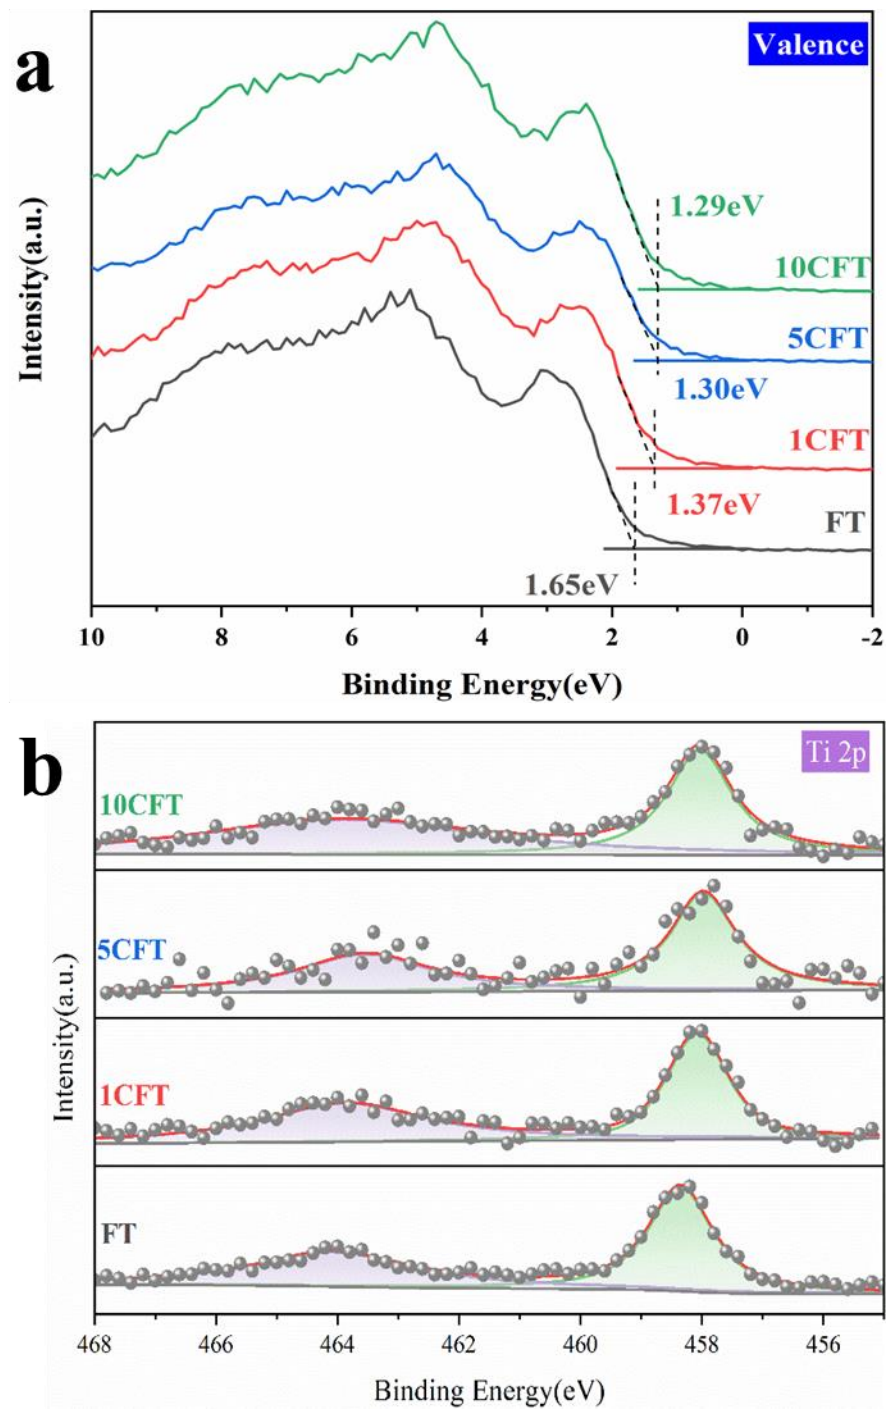 a
Valence
Intensity(a.u.)
1.29eV
10CFT
5CFT
1.30eV
1CFT
1.37eV
FT
1.65eV
10 8 6 4 2 0 -2
Binding Energy(eV)
b
Ti 2p
10CFT
5CFT
Intensity(a.u.)
1CFT
FT
468 466 464 462 460 458 456
Binding Energy(eV)